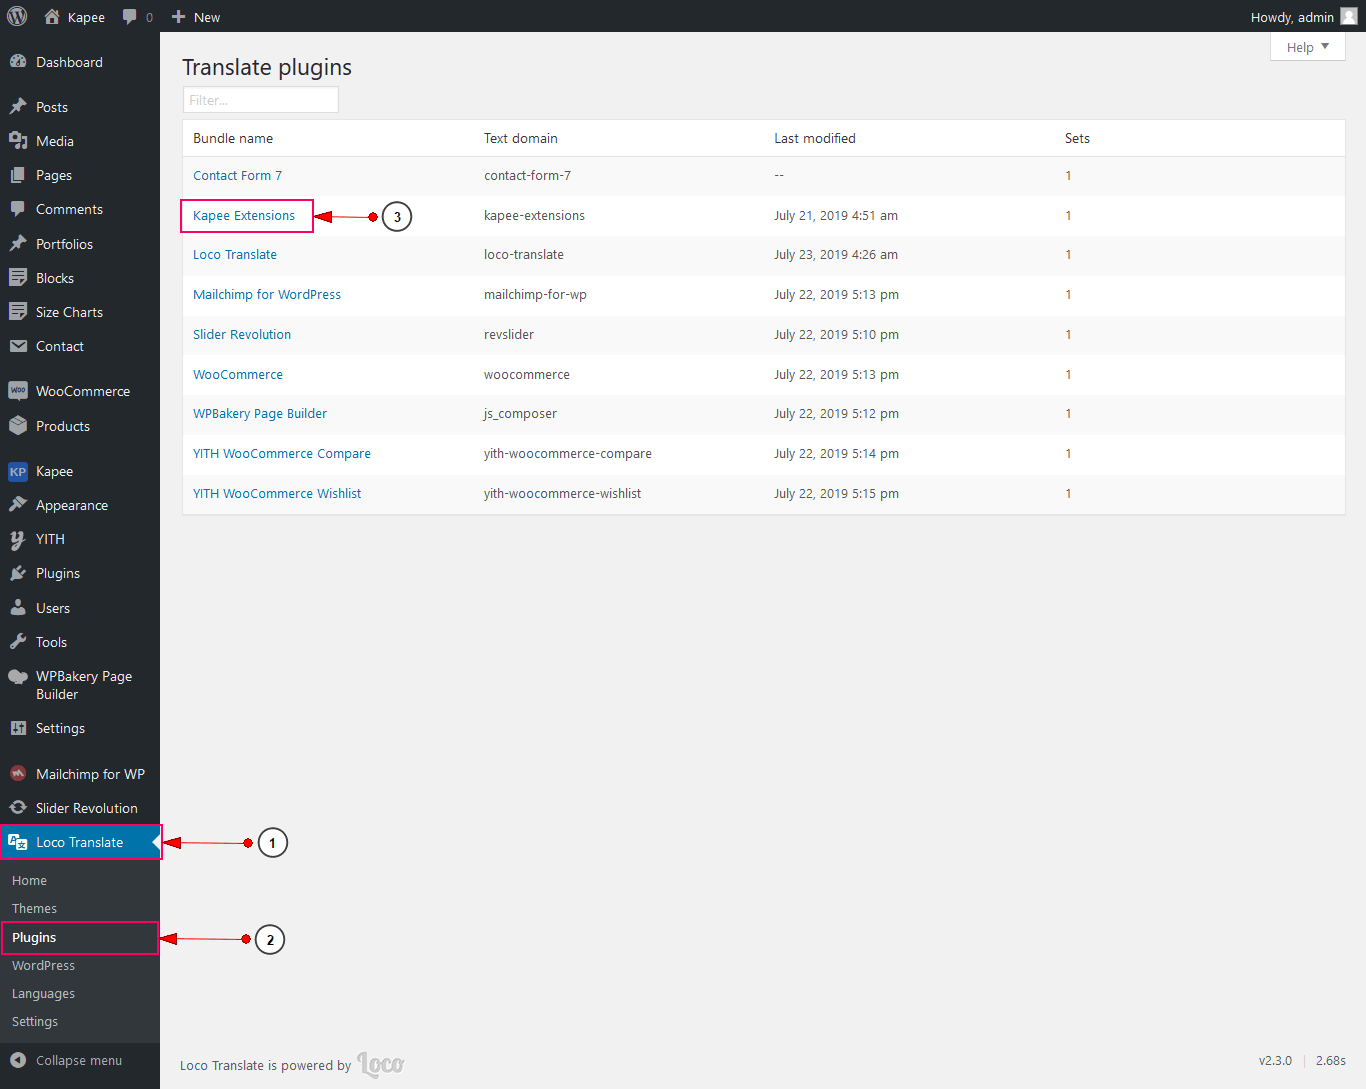 Kapee 0 New Howdy, admin
Help
Dashboard
Posts
Media
Pages
Comments
Portfolios
Blocks
Size Charts
Contact
WOO WooCommerce
Products
KP Kapee
Appearance
YITH
Plugins
Users
Tools
WPBakery Page
Builder
Settings
Mailchimp for WP
Slider Revolution
Loco Translate 1
Home
Themes
Plugins 2
WordPress
Languages
Settings
Collapse menu
Translate plugins
Filter...
Bundle name Text domain Last modified Sets
Contact Form 7 contact-form-7 -- 1
Kapee Extensions 3 kapee-extensions July 21, 2019 4:51 am 1
Loco Translate loco-translate July 23, 2019 4:26 am 1
Mailchimp for WordPress mailchimp-for-wp July 22, 2019 5:13 pm 1
Slider Revolution revslider July 22, 2019 5:10 pm 1
WooCommerce woocommerce July 22, 2019 5:13 pm 1
WPBakery Page Builder js_composer July 22, 2019 5:12 pm 1
YITH WooCommerce Compare yith-woocommerce-compare July 22, 2019 5:14 pm 1
YITH WooCommerce Wishlist yith-woocommerce-wishlist July 22, 2019 5:15 pm 1
Loco Translate is powered by Loco
v2.3.0 2.68s